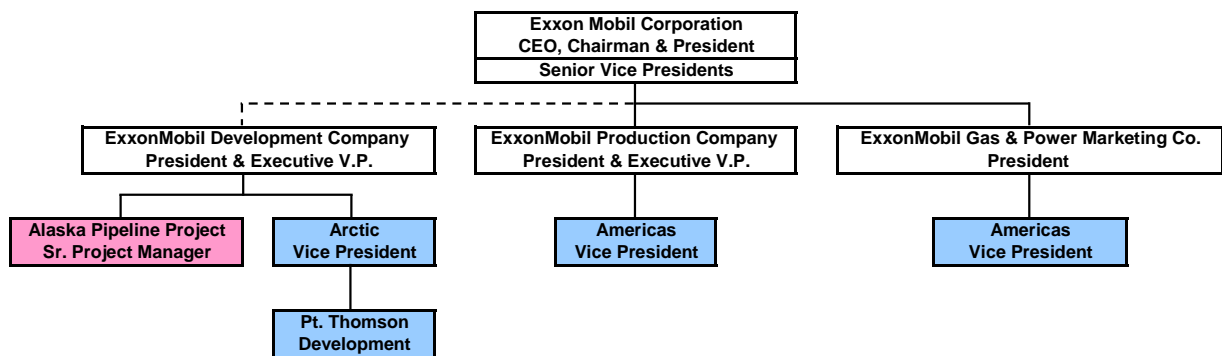 Exxon Mobil Corporation
CEO, Chairman & President
Senior Vice Presidents
ExxonMobil Development Company
President & Executive V.P.
ExxonMobil Production Company
President & Executive V.P.
ExxonMobil Gas & Power Marketing Co.
President
Alaska Pipeline Project
Sr. Project Manager
Arctic
Vice President
Americas
Vice President
Americas
Vice President
Pt. Thomson
Development